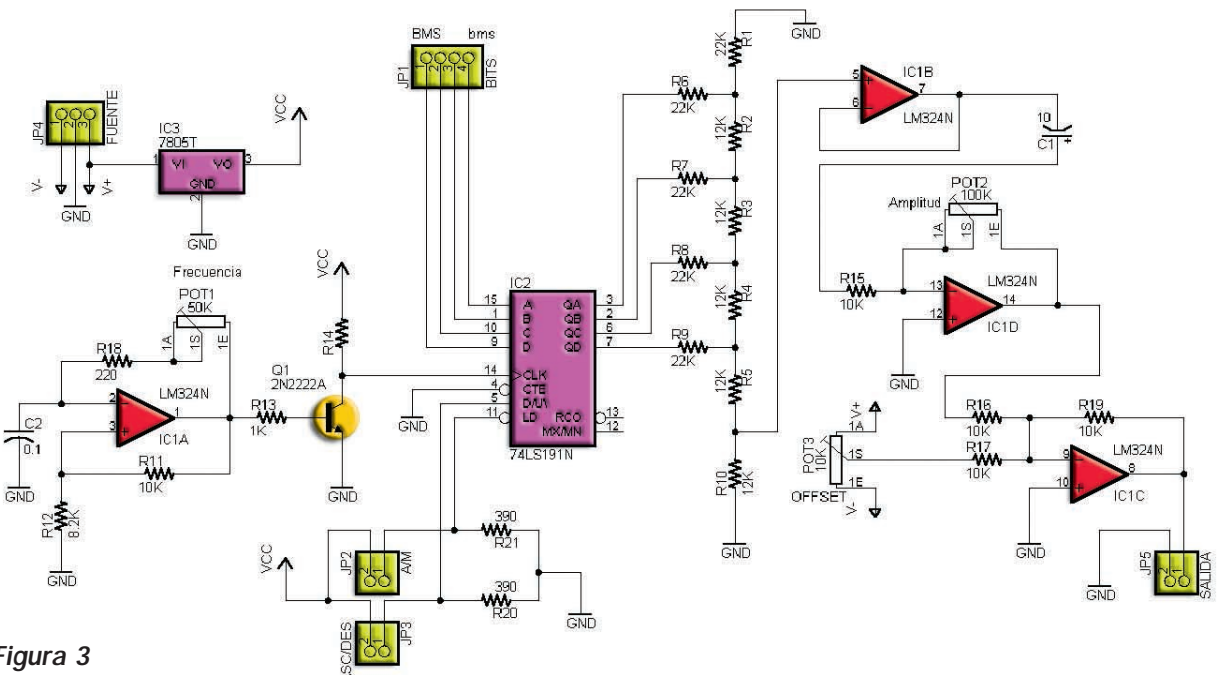 BMS bms
JP1
1 2 3 4
BITS
GND
22K
R1
R6
22K
12K
R2
R7
22K
12K
R3
R8
22K
12K
R4
R9
22K
12K
R5
R10
12K
GND
5
6
7
IC1B
LM324N
10
C1
+
JP4
1 2 3
FUENTE
V-
GND
V+
IC3
7805T
1
VI
VO
3
GND
2
GND
VCC
Frecuencia
POT1
50K
1A
1S
1E
R18
220
C2
0.1
GND
2
3
1
LM324N
IC1A
R11
10K
R12
8.2K
GND
R13
1K
Q1
2N2222A
VCC
R14
GND
IC2
15 A QA 3
1 B QB 2
10 C QC 6
9 D QD 7
14 CLK
4 CTE
5 D/U\
11 LD RCO 13
MX/MN 12
74LS191N
GND
VCC
JP2
2 1
A/M
390
R21
390
R20
GND
ASC/DES
2 1
JP3
Amplitud
POT2
100K
1A
1S
1E
R15
10K
13
12
14
LM324N
IC1D
GND
V+
1A
POT3
10K
1S
1E
V-
OFFSET
R16
10K
R17
10K
R19
10K
9
10
8
LM324N
IC1C
GND
GND
JP5
2 1
SALIDA
Figura 3